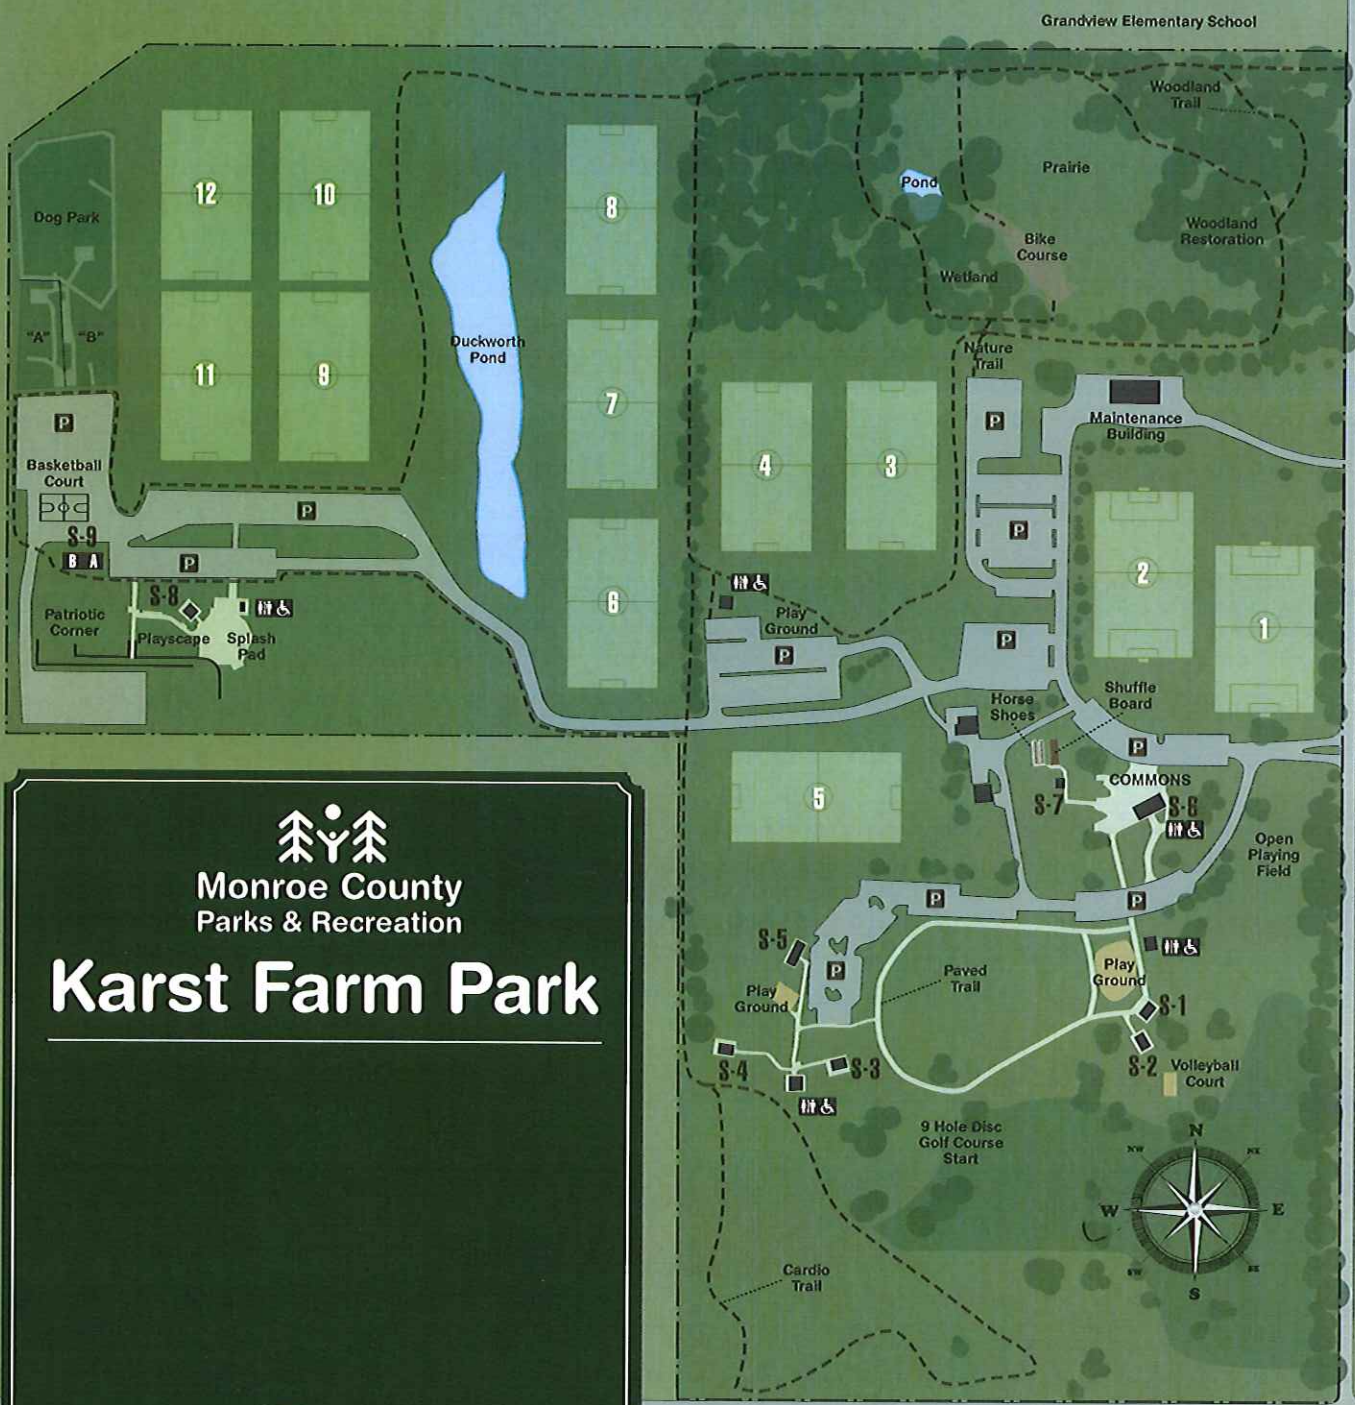 Grandview Elementary School
Woodland
Trail
Prairie
Pond
Woodland
Restoration
Bike
Course
Wetland
Nature
Trail
Dog Park
"A" "B"
12
10
8
11
9
7
Duckworth
Pond
P
Basketball
Court
S-9
B A
P
P
S-8
Patriotic
Corner
Playscape
Splash
Pad
6
4
3
P
Maintenance
Building
P
2
1
Play
Ground
P
P
Horse
Shoes
Shuffle
Board
P
COMMONS
S-7
S-6
5
Open
Playing
Field
P
P
S-5
P
Play
Ground
Paved
Trail
Play
Ground
S-1
S-2
S-4
S-3
Volleyball
Court
9 Hole Disc
Golf Course
Start
Cardio
Trail
N
NW NE
W E
SW SE
S
Monroe County
Parks & Recreation
Karst Farm Park